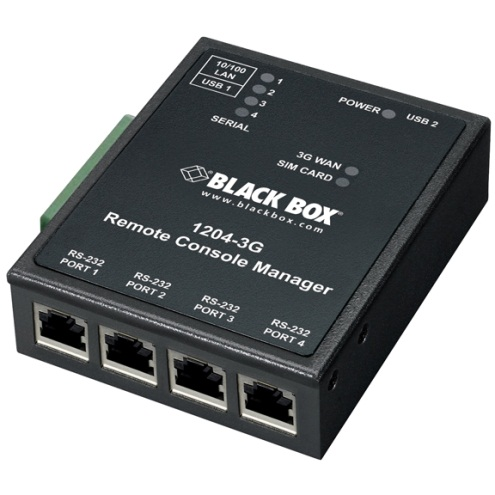 10/100
LAN
USB 1
1
2
3
4
SERIAL
POWER
USB 2
3G WAN
SIM CARD
BLACK BOX®
www.blackbox.com
1204-3G
Remote Console Manager
RS-232
PORT 1
RS-232
PORT 2
RS-232
PORT 3
RS-232
PORT 4